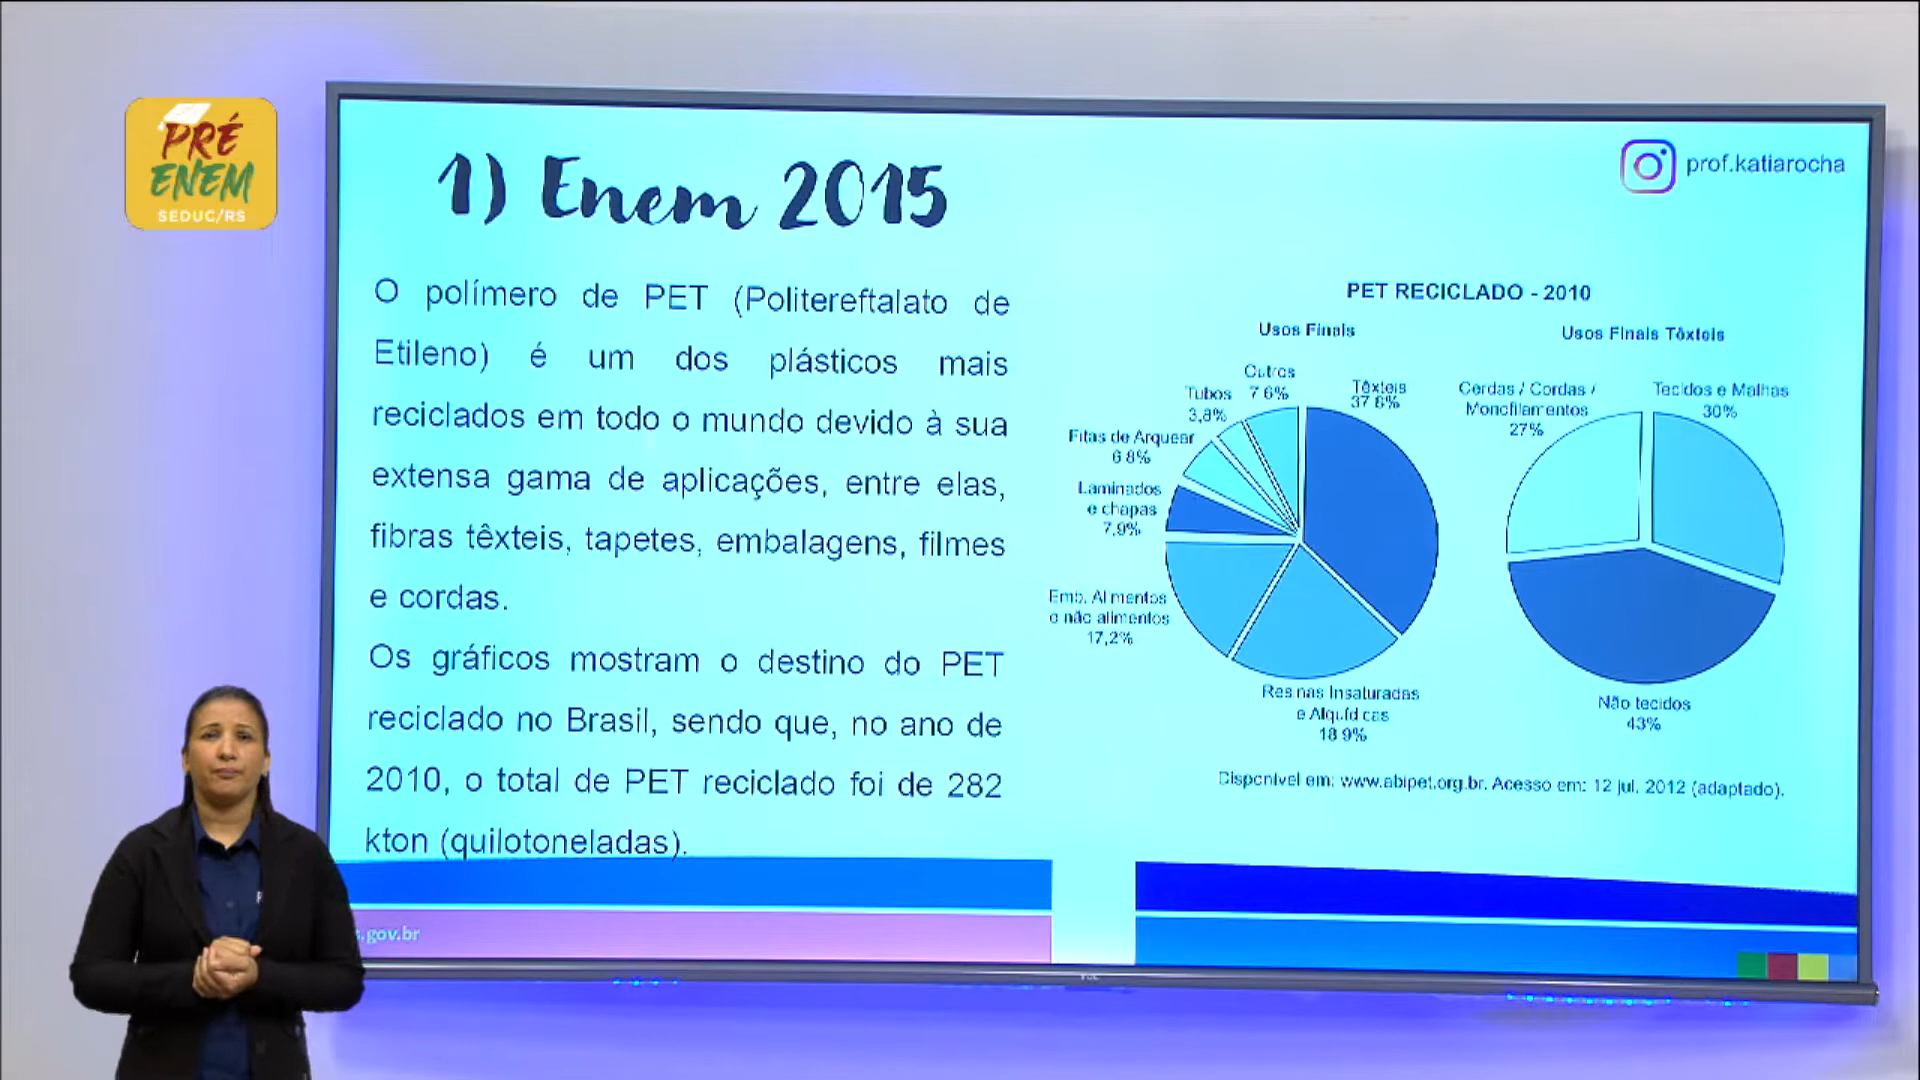 PRÉ
ENEM
SEDUC/RS
1) Enem 2015
prof.katiarocha
O polímero de PET (Politereftalato de
Etileno) é um dos plásticos mais
reciclados em todo o mundo devido à sua
extensa gama de aplicações, entre elas,
fibras têxteis, tapetes, embalagens, filmes
e cordas.
Os gráficos mostram o destino do PET
reciclado no Brasil, sendo que, no ano de
2010, o total de PET reciclado foi de 282
kton (quilotoneladas).
PET RECICLADO - 2010
Usos Finais
Outros
7 6%
Têxteis
37 8%
Tubos
3,8%
Fitas de Arquear
6 8%
Laminados
e chapas
7,9%
Emb. Alimentos
e não alimentos
17,2%
Resinas Insaturadas
e Alquídicas
18 9%
Usos Finais Têxteis
Cerdas / Cordas /
Monofilamentos
27%
Tecidos e Malhas
30%
Não tecidos
43%
Disponível em: www.abipet.org.br. Acesso em: 12 jul. 2012 (adaptado).
s.gov.br
TCL